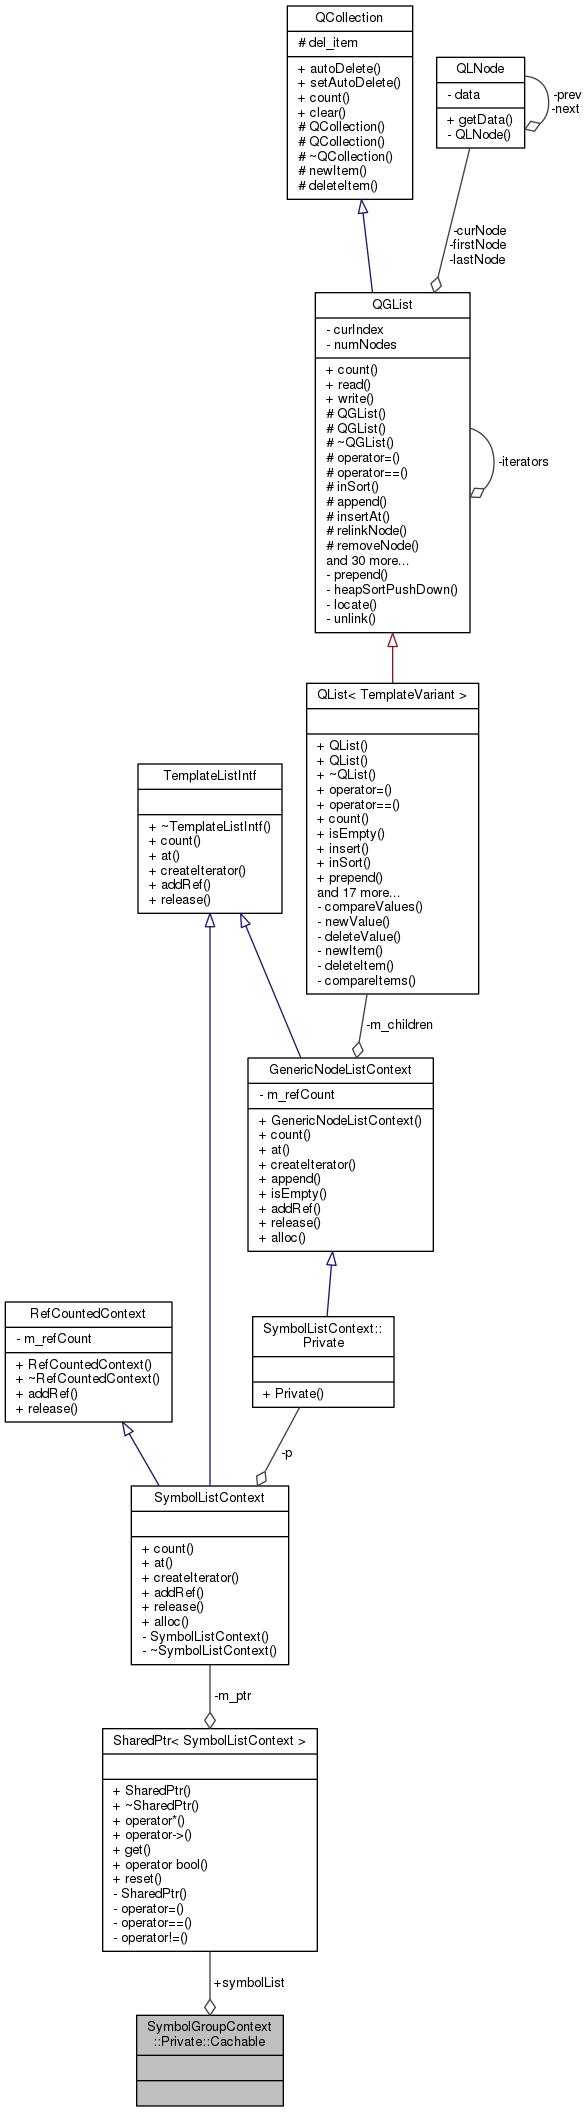 QCollection
# del_item
+ autoDelete()
+ setAutoDelete()
+ count()
+ clear()
# QCollection()
# QCollection()
# ~QCollection()
# newItem()
# deleteItem()
QLNode
- data
+ getData()
- QLNode()
-prev
-next
-curNode
-firstNode
-lastNode
QGList
- curIndex
- numNodes
+ count()
+ read()
+ write()
# QGList()
# QGList()
# ~QGList()
# operator=()
# operator==()
# inSort()
# append()
# insertAt()
# relinkNode()
# removeNode()
and 30 more...
- prepend()
- heapSortPushDown()
- locate()
- unlink()
-iterators
QList< TemplateVariant >
+ QList()
+ QList()
+ ~QList()
+ operator=()
+ operator==()
+ count()
+ isEmpty()
+ insert()
+ inSort()
+ prepend()
and 17 more...
- compareValues()
- newValue()
- deleteValue()
- newItem()
- deleteItem()
- compareItems()
TemplateListIntf
+ ~TemplateListIntf()
+ count()
+ at()
+ createIterator()
+ addRef()
+ release()
-m_children
GenericNodeListContext
- m_refCount
+ GenericNodeListContext()
+ count()
+ at()
+ createIterator()
+ append()
+ isEmpty()
+ addRef()
+ release()
+ alloc()
RefCountedContext
- m_refCount
+ RefCountedContext()
+ ~RefCountedContext()
+ addRef()
+ release()
SymbolListContext::
Private
+ Private()
-p
SymbolListContext
+ count()
+ at()
+ createIterator()
+ addRef()
+ release()
+ alloc()
- SymbolListContext()
- ~SymbolListContext()
-m_ptr
SharedPtr< SymbolListContext >
+ SharedPtr()
+ ~SharedPtr()
+ operator*()
+ operator->()
+ get()
+ operator bool()
+ reset()
- SharedPtr()
- operator=()
- operator==()
- operator!=()
+symbolList
SymbolGroupContext
::Private::Cachable